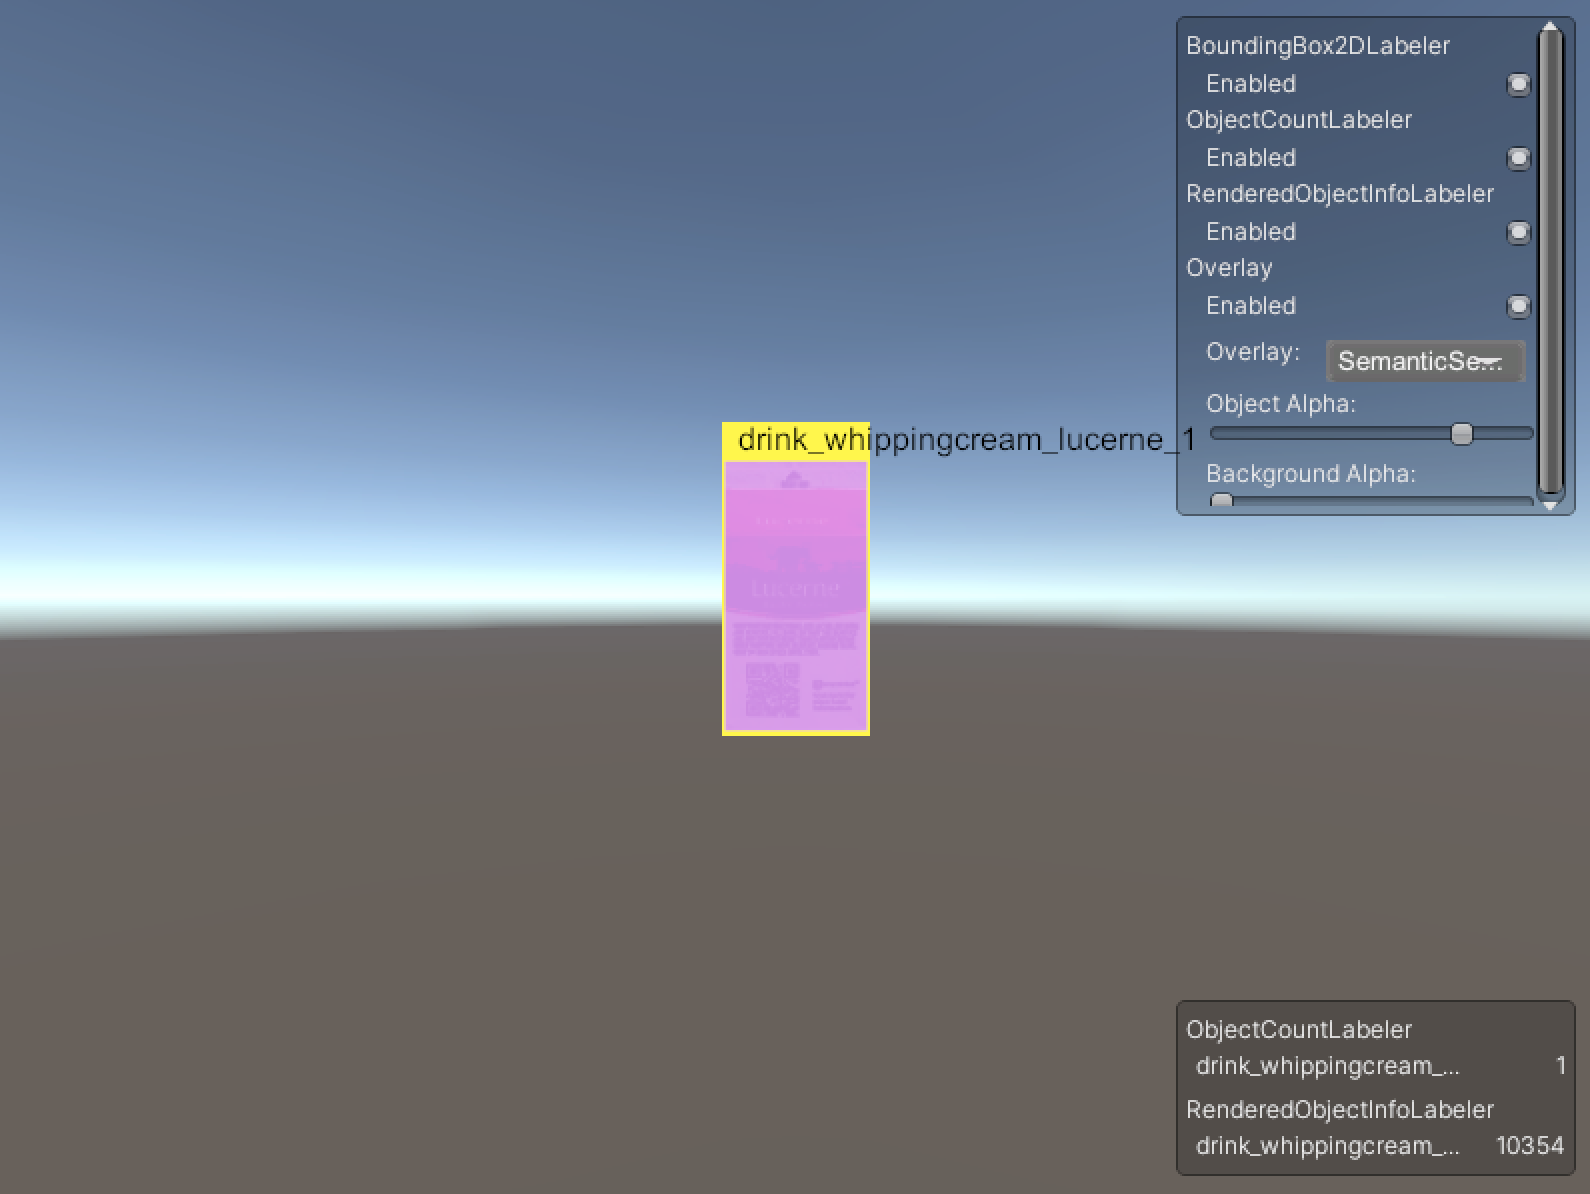 BoundingBox2DLabeler
Enabled
ObjectCountLabeler
Enabled
RenderedObjectInfoLabeler
Enabled
Overlay
Enabled
Overlay: SemanticSe...
Object Alpha:
drink_whippingcream_lucerne_1
Background Alpha:
Lucerne
ObjectCountLabeler
drink_whippingcream_... 1
RenderedObjectInfoLabeler
drink_whippingcream_... 10354